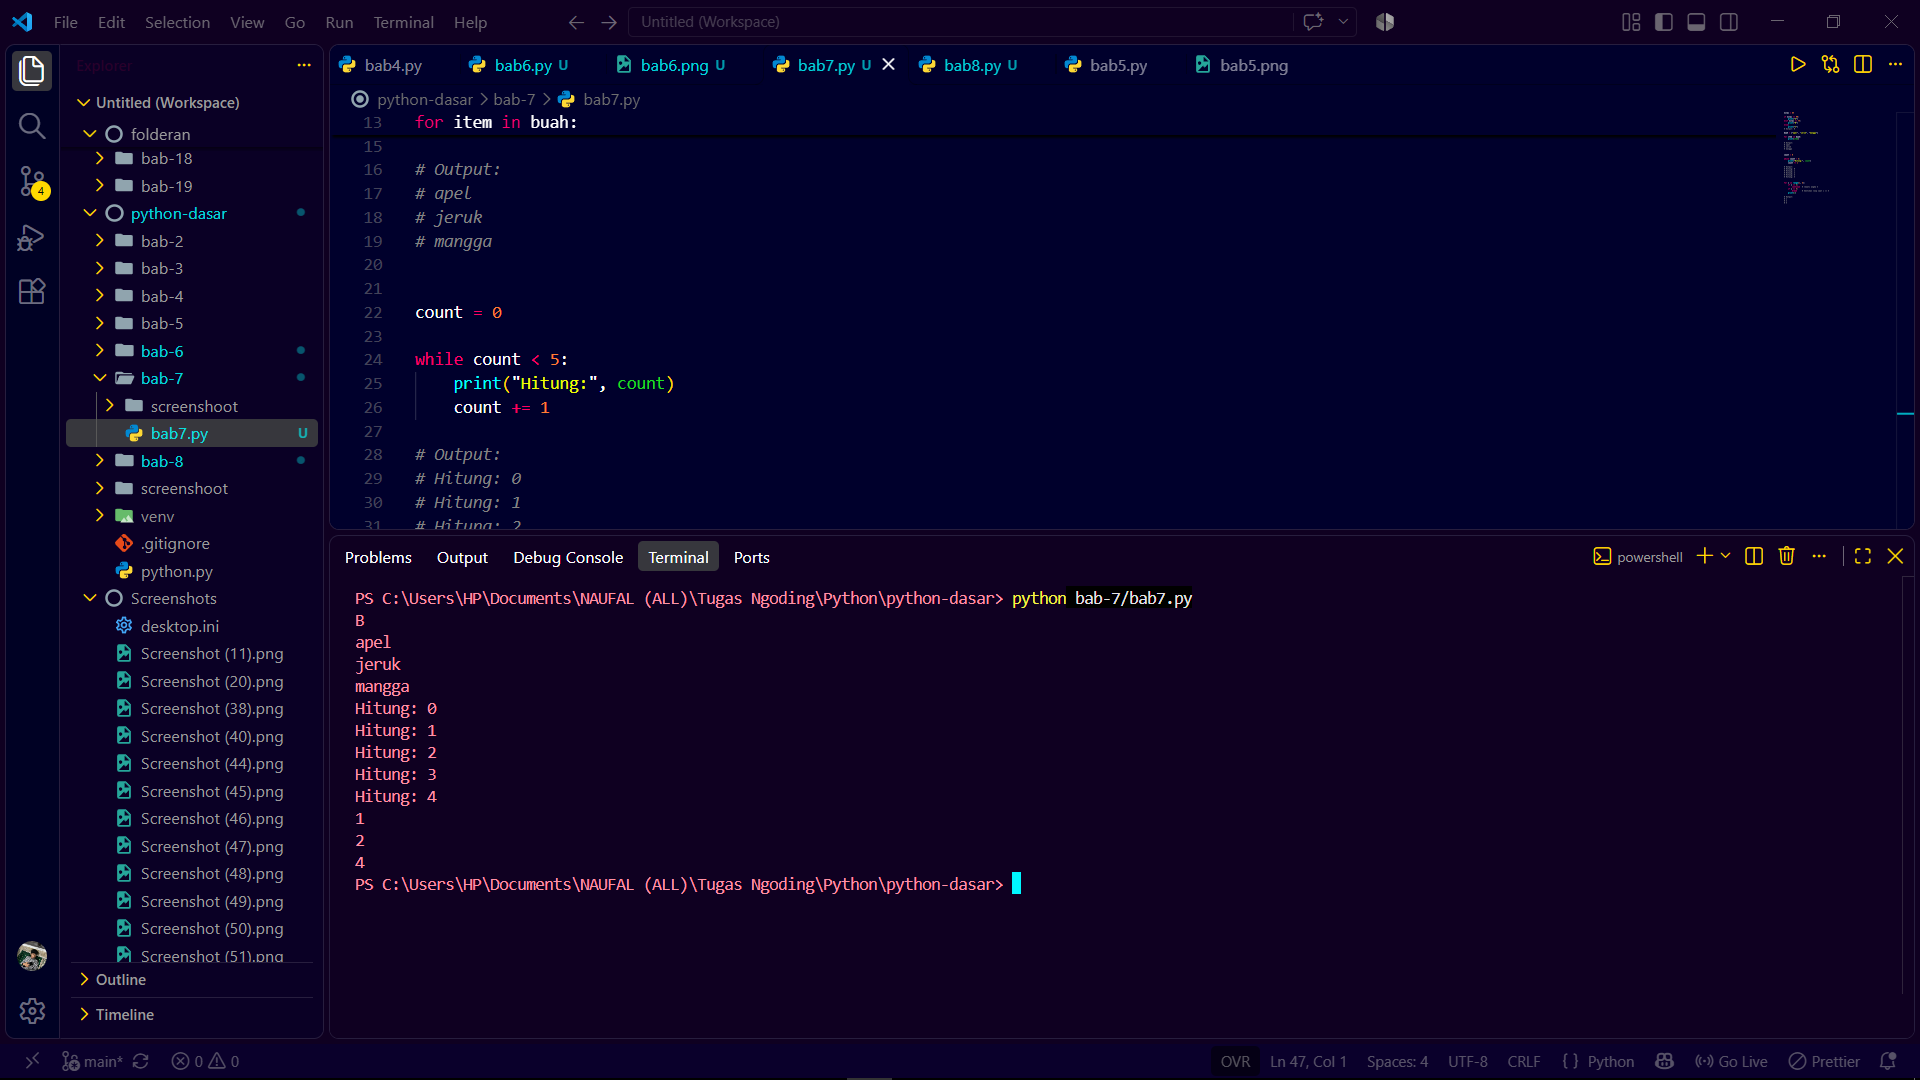 File Edit Selection View Go Run Terminal Help
Untitled (Workspace)
Explorer
Untitled (Workspace)
folderan
bab-18
bab-19
python-dasar
bab-2
bab-3
bab-4
bab-5
bab-6
bab-7
screenshoot
bab7.py U
bab-8
screenshoot
venv
.gitignore
python.py
Screenshots
desktop.ini
Screenshot (11).png
Screenshot (20).png
Screenshot (38).png
Screenshot (40).png
Screenshot (44).png
Screenshot (45).png
Screenshot (46).png
Screenshot (47).png
Screenshot (48).png
Screenshot (49).png
Screenshot (50).png
Screenshot (51).png
Outline
Timeline
4
bab4.py bab6.py U bab6.png U bab7.py U bab8.py U bab5.py bab5.png
python-dasar > bab-7 > bab7.py
13 for item in buah:
15
16 # Output:
17 # apel
18 # jeruk
19 # mangga
20
21
22 count = 0
23
24 while count < 5:
25 print("Hitung:", count)
26 count += 1
27
28 # Output:
29 # Hitung: 0
30 # Hitung: 1
31 # Hitung: 2
Problems Output Debug Console Terminal Ports
powershell
PS C:\Users\HP\Documents\NAUFAL (ALL)\Tugas Ngoding\Python\python-dasar> python bab-7/bab7.py
B
apel
jeruk
mangga
Hitung: 0
Hitung: 1
Hitung: 2
Hitung: 3
Hitung: 4
1
2
4
PS C:\Users\HP\Documents\NAUFAL (ALL)\Tugas Ngoding\Python\python-dasar>
main* 0 0 OVR Ln 47, Col 1 Spaces: 4 UTF-8 CRLF { } Python Go Live Prettier